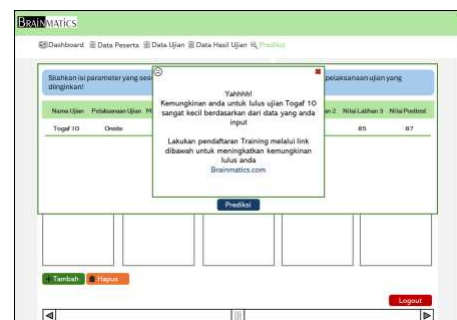 BRAINMATICS
Dashboard Data Peserta Data Ujian Data Hasil Ujian Prediksi
Silahkan isi parameter yang ses
pelaksanaan ujian yang
diinginkan!
Yahhhh!
Kemungkinan anda untuk lulus ujian Togaf 10
sangat kecil berdasarkan dari data yang anda
input
Lakukan pendaftaran Training melalui link
dibawah untuk meningkatkan kemungkinan
lulus anda
Brainmatics.com
Nama Ujian Pelaksanaan Ujian M an 2 Nilai Latihan 3 Nilai Posttest
Togaf 10 Onsite 85 87
Prediksi
+ Tambah Hapus
Logout